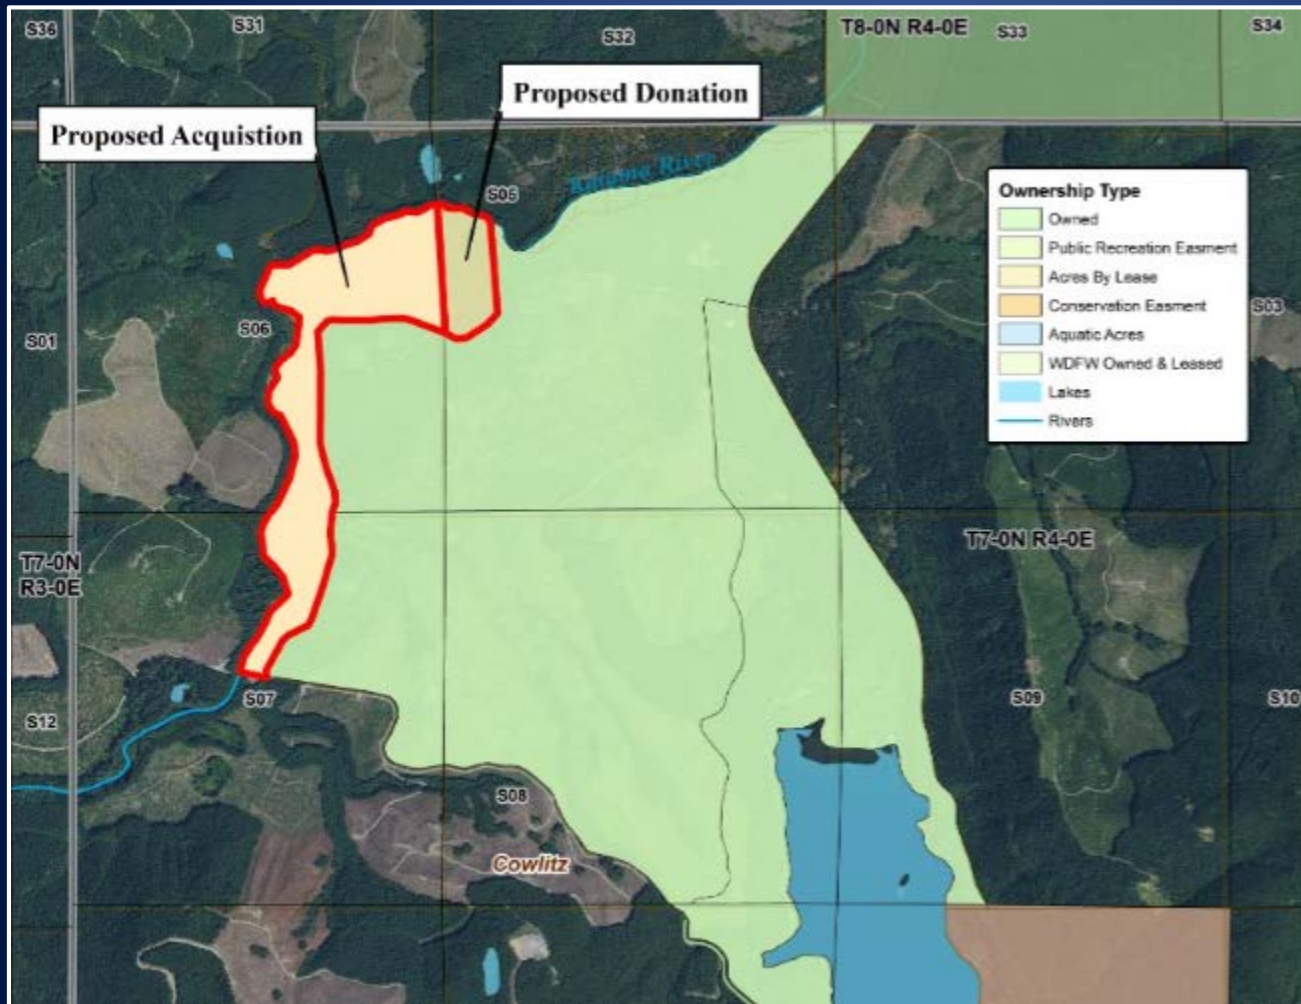 S36
S31
S32
T8-0N R4-0E
S33
S34
Proposed Donation
Proposed Acquistion
Kalama River
S05
Ownership Type
Owned
Public Recreation Easment
Acres By Lease
Conservation Easment
Aquatic Acres
WDFW Owned & Leased
Lakes
Rivers
S03
S01
S06
T7-0N
R3-0E
T7-0N R4-0E
S12
S07
S09
S10
S08
Cowlitz